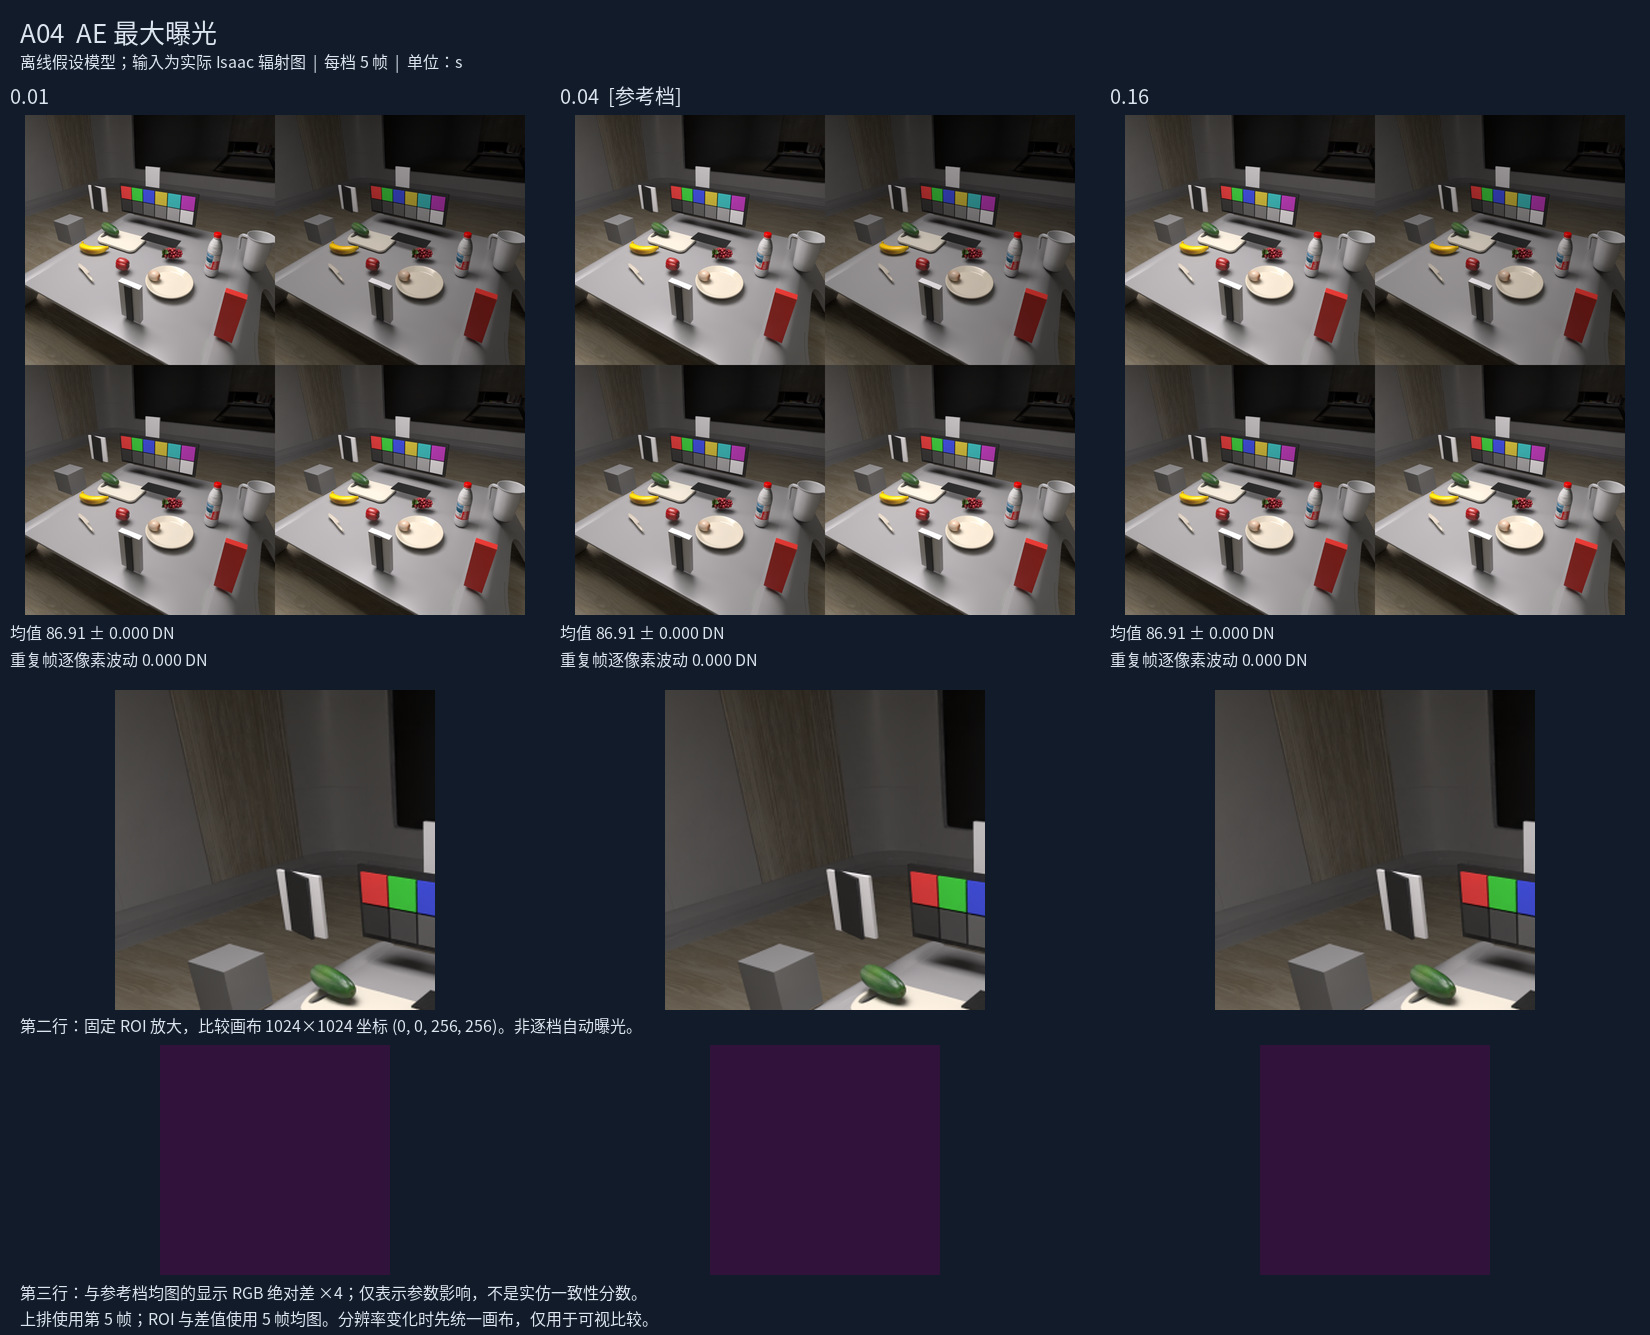 A04 AE 最大曝光
离线假设模型；输入为实际 Isaac 辐射图 | 每档 5 帧 | 单位：s
0.01
0.04 [参考档]
0.16
均值 86.91 ± 0.000 DN
均值 86.91 ± 0.000 DN
均值 86.91 ± 0.000 DN
重复帧逐像素波动 0.000 DN
重复帧逐像素波动 0.000 DN
重复帧逐像素波动 0.000 DN
第二行：固定 ROI 放大，比较画布 1024×1024 坐标 (0, 0, 256, 256)。非逐档自动曝光。
第三行：与参考档均图的显示 RGB 绝对差 ×4；仅表示参数影响，不是实仿一致性分数。
上排使用第 5 帧；ROI 与差值使用 5 帧均图。分辨率变化时先统一画布，仅用于可视比较。